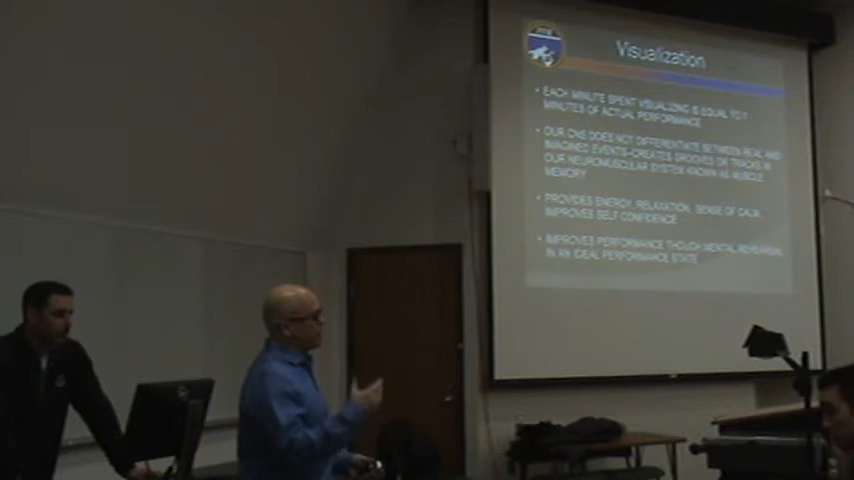 Visualization
• EACH MINUTE SPENT VISUALIZING IS EQUAL TO 7
MINUTES OF ACTUAL PERFORMANCE
• OUR CNS DOES NOT DIFFERENTIATE BETWEEN REAL AND
IMAGINED EVENTS-CREATES GROOVES OR TRACKS IN
OUR NEUROMUSCULAR SYSTEM KNOWN AS MUSCLE
MEMORY
• PROVIDES ENERGY, RELAXATION, SENSE OF CALM,
IMPROVES SELF CONFIDENCE
• IMPROVES PERFORMANCE THOUGH MENTAL REHEARSAL
IN AN IDEAL PERFORMANCE STATE